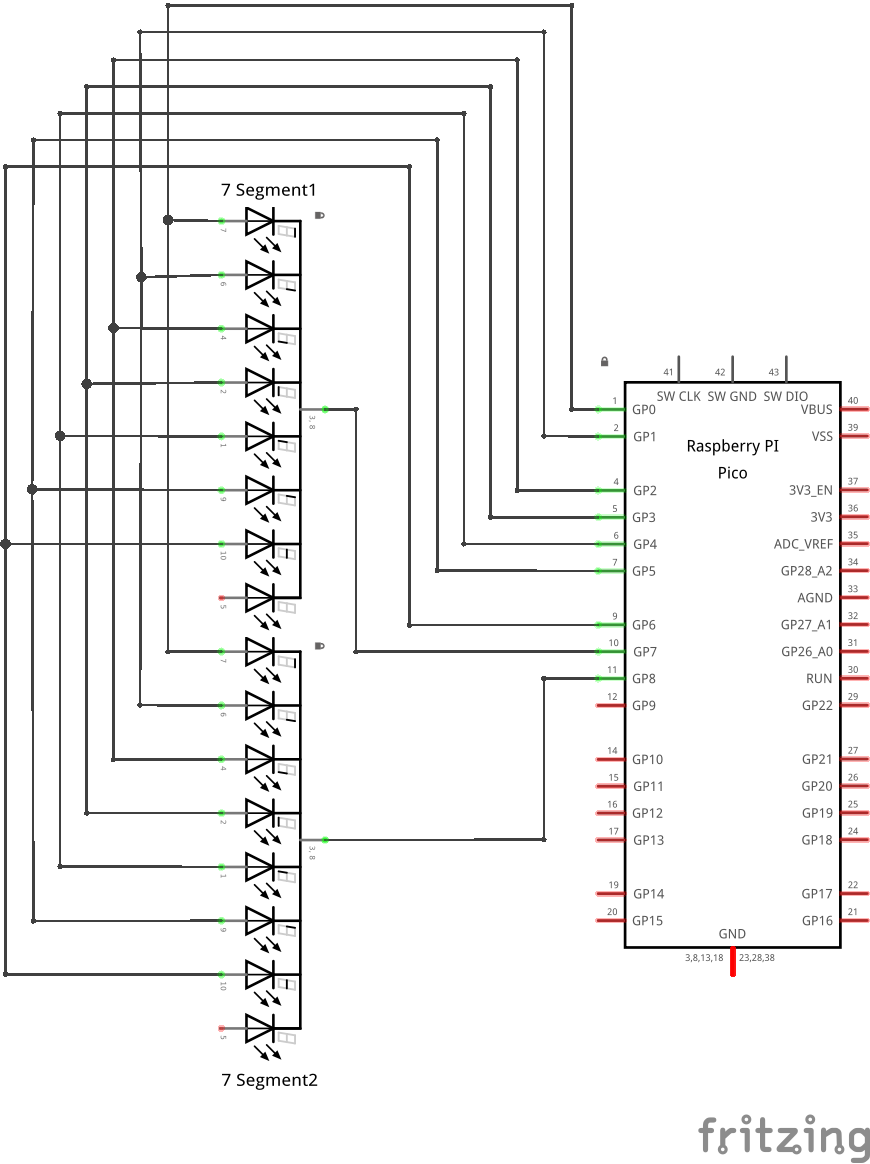 7 Segment1
7
6
4
2
1
9
10
5
3, 8
7
6
4
2
1
9
10
5
3, 8
7 Segment2
41 42 43
SW CLK SW GND SW DIO
1 GP0 VBUS 40
2 GP1 VSS 39
Raspberry PI
Pico
4 GP2 3V3_EN 37
5 GP3 3V3 36
6 GP4 ADC_VREF 35
7 GP5 GP28_A2 34
AGND 33
9 GP6 GP27_A1 32
10 GP7 GP26_A0 31
11 GP8 RUN 30
12 GP9 GP22 29
14 GP10 GP21 27
15 GP11 GP20 26
16 GP12 GP19 25
17 GP13 GP18 24
19 GP14 GP17 22
20 GP15 GP16 21
GND
3,8,13,18 23,28,38
fritzing